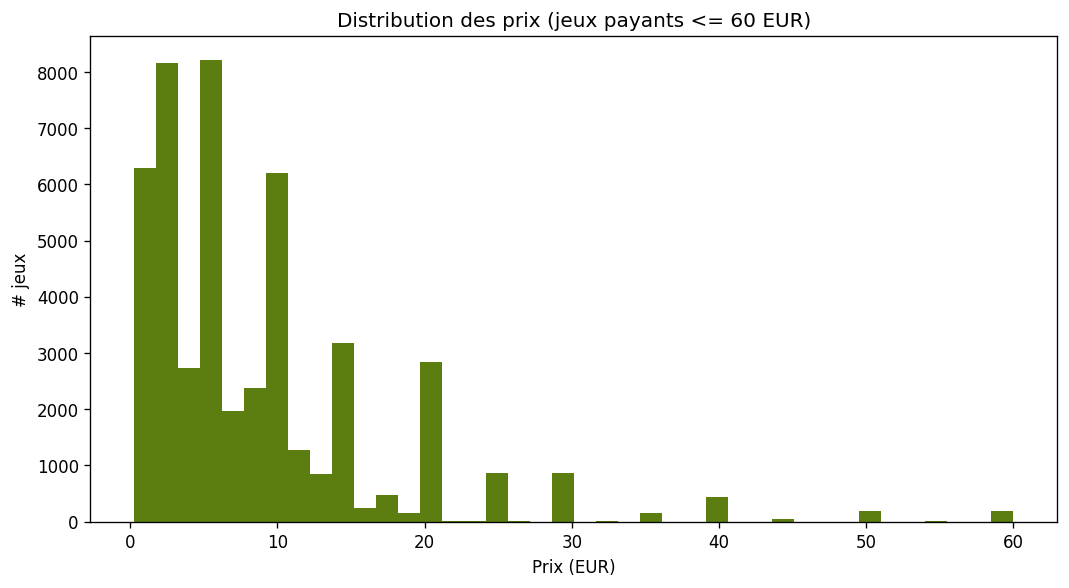 Distribution des prix (jeux payants <= 60 EUR)
# jeux
8000
7000
6000
5000
4000
3000
2000
1000
0
0 10 20 30 40 50 60
Prix (EUR)